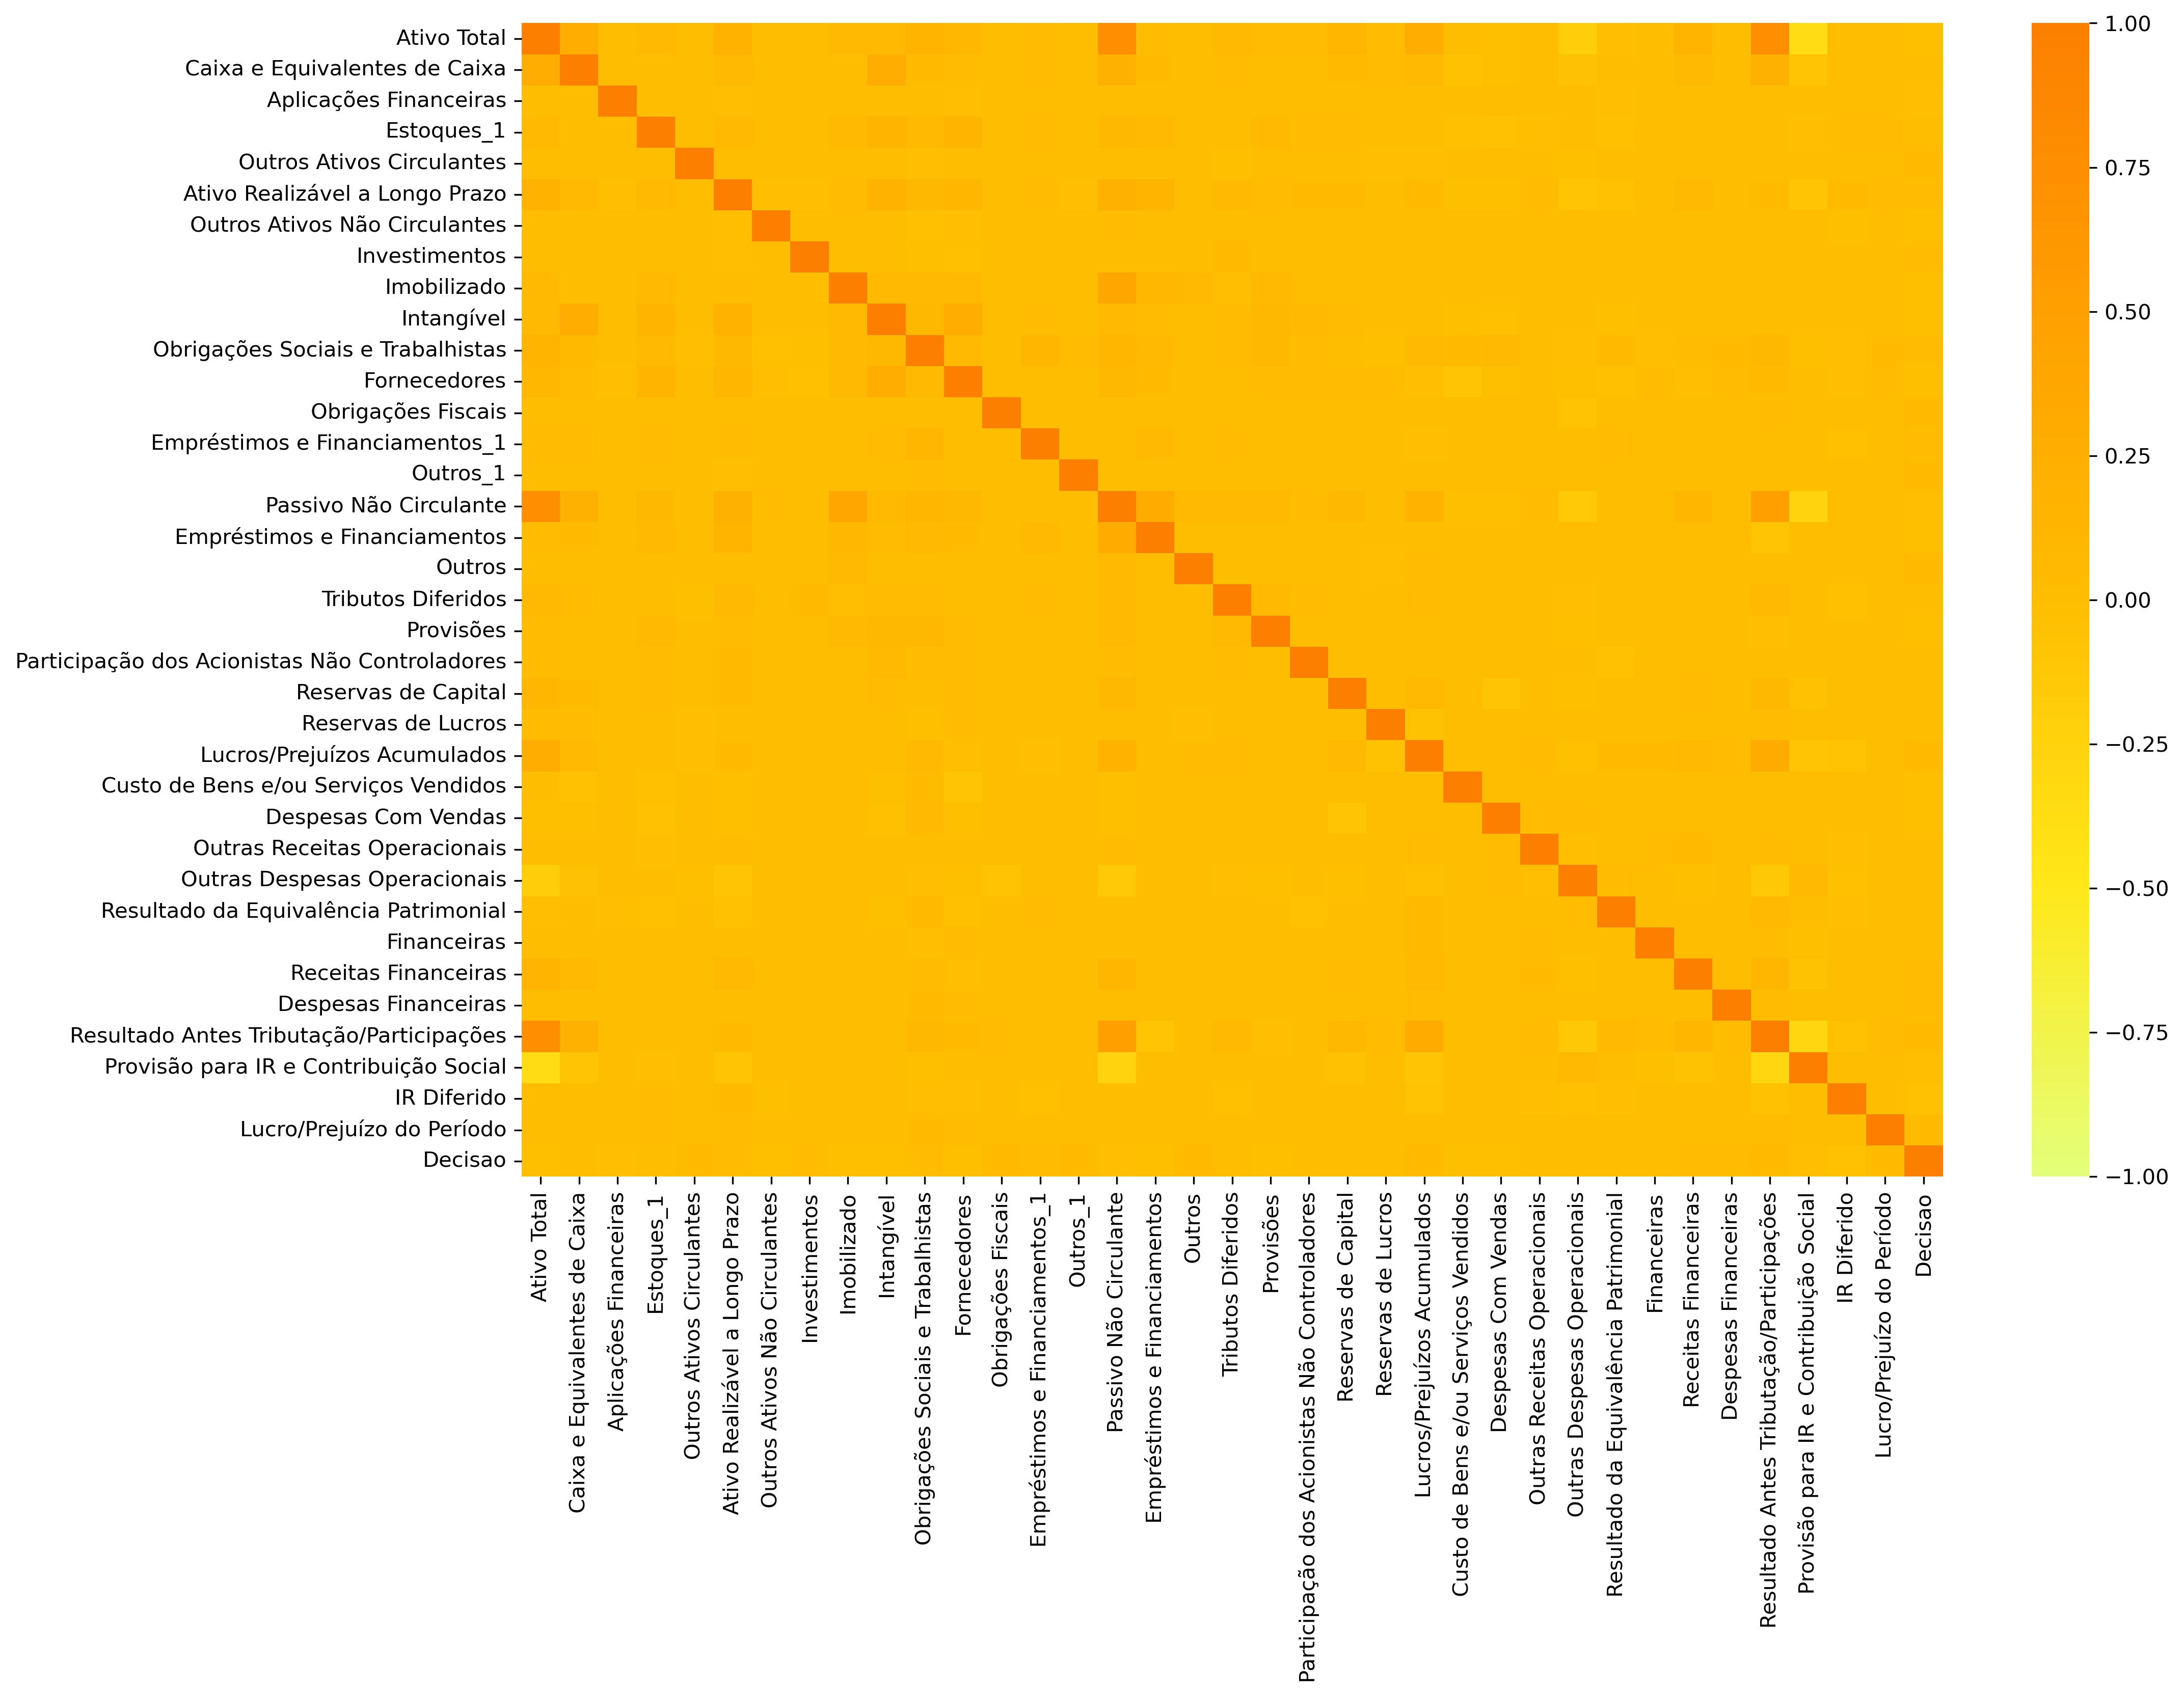 Ativo Total
Caixa e Equivalentes de Caixa
Aplicações Financeiras
Estoques_1
Outros Ativos Circulantes
Ativo Realizável a Longo Prazo
Outros Ativos Não Circulantes
Investimentos
Imobilizado
Intangível
Obrigações Sociais e Trabalhistas
Fornecedores
Obrigações Fiscais
Empréstimos e Financiamentos_1
Outros_1
Passivo Não Circulante
Empréstimos e Financiamentos
Outros
Tributos Diferidos
Provisões
Participação dos Acionistas Não Controladores
Reservas de Capital
Reservas de Lucros
Lucros/Prejuízos Acumulados
Custo de Bens e/ou Serviços Vendidos
Despesas Com Vendas
Outras Receitas Operacionais
Outras Despesas Operacionais
Resultado da Equivalência Patrimonial
Financeiras
Receitas Financeiras
Despesas Financeiras
Resultado Antes Tributação/Participações
Provisão para IR e Contribuição Social
IR Diferido
Lucro/Prejuízo do Período
Decisao
Ativo Total
Caixa e Equivalentes de Caixa
Aplicações Financeiras
Estoques_1
Outros Ativos Circulantes
Ativo Realizável a Longo Prazo
Outros Ativos Não Circulantes
Investimentos
Imobilizado
Intangível
Obrigações Sociais e Trabalhistas
Fornecedores
Obrigações Fiscais
Empréstimos e Financiamentos_1
Outros_1
Passivo Não Circulante
Empréstimos e Financiamentos
Outros
Tributos Diferidos
Provisões
Participação dos Acionistas Não Controladores
Reservas de Capital
Reservas de Lucros
Lucros/Prejuízos Acumulados
Custo de Bens e/ou Serviços Vendidos
Despesas Com Vendas
Outras Receitas Operacionais
Outras Despesas Operacionais
Resultado da Equivalência Patrimonial
Financeiras
Receitas Financeiras
Despesas Financeiras
Resultado Antes Tributação/Participações
Provisão para IR e Contribuição Social
IR Diferido
Lucro/Prejuízo do Período
Decisao
1.00
0.75
0.50
0.25
0.00
−0.25
−0.50
−0.75
−1.00